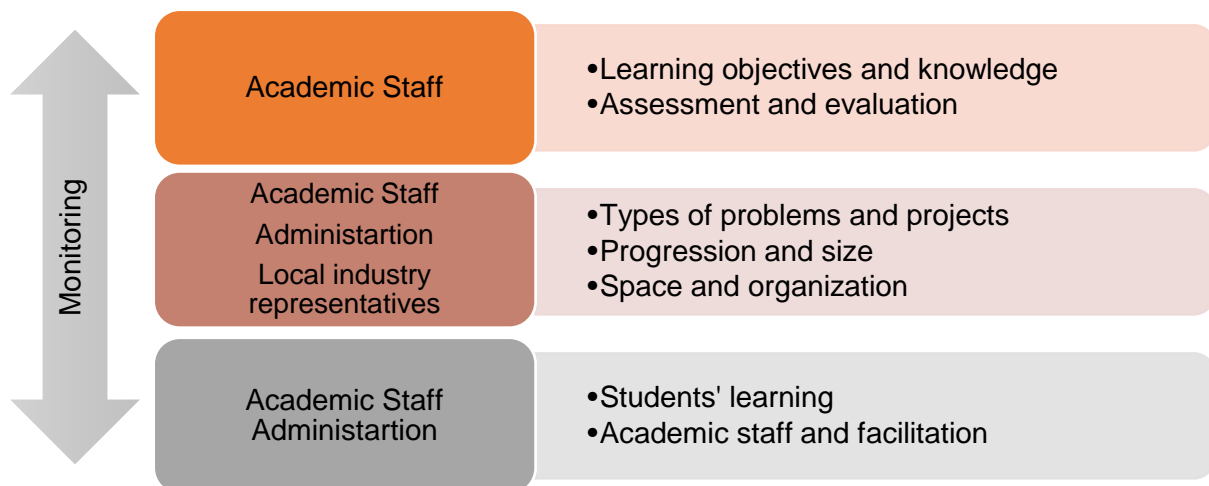 Monitoring
Academic Staff
•Learning objectives and knowledge
•Assessment and evaluation
Academic Staff
Administartion
Local industry
representatives
•Types of problems and projects
•Progression and size
•Space and organization
Academic Staff
Administartion
•Students' learning
•Academic staff and facilitation